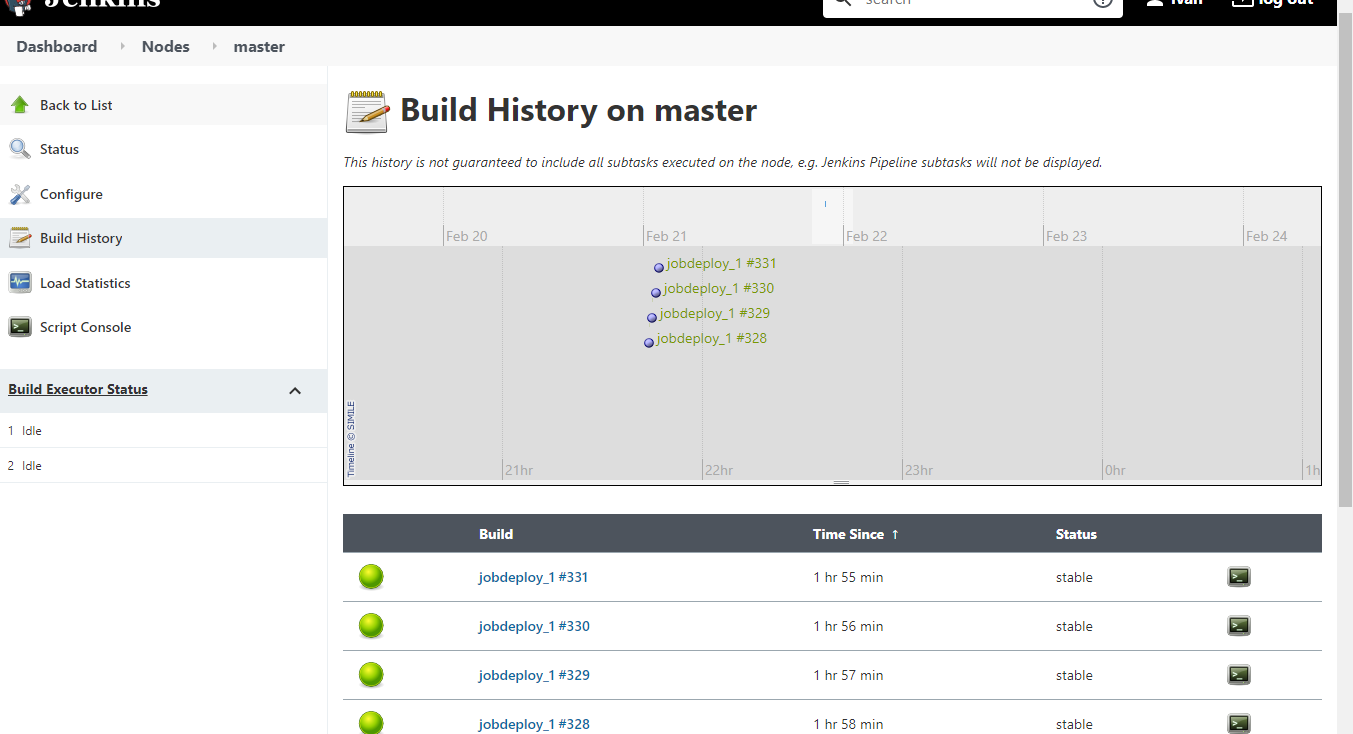 Jenkins
search
Ivan
log out
Dashboard
Nodes
master
Back to List
Status
Configure
Build History
Load Statistics
Script Console
Build Executor Status
1 Idle
2 Idle
Build History on master
This history is not guaranteed to include all subtasks executed on the node, e.g. Jenkins Pipeline subtasks will not be displayed.
Feb 20
Feb 21
Feb 22
Feb 23
Feb 24
jobdeploy_1 #331
jobdeploy_1 #330
jobdeploy_1 #329
jobdeploy_1 #328
Timeline © SIMILE
21hr
22hr
23hr
0hr
1h
Build Time Since ↑ Status
jobdeploy_1 #331 1 hr 55 min stable
jobdeploy_1 #330 1 hr 56 min stable
jobdeploy_1 #329 1 hr 57 min stable
jobdeploy_1 #328 1 hr 58 min stable